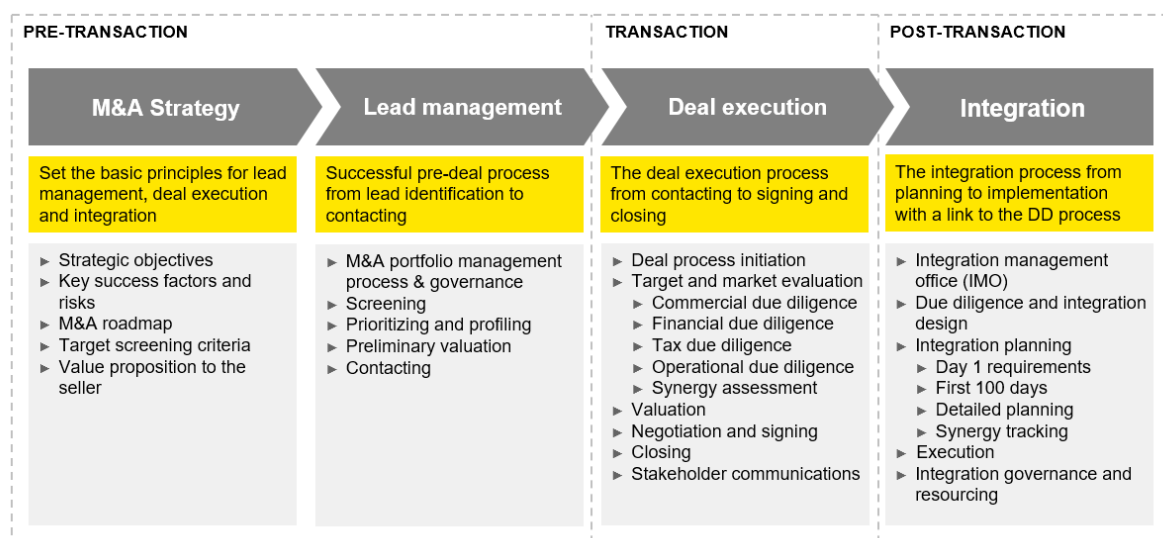 PRE-TRANSACTION
TRANSACTION
POST-TRANSACTION
M&A Strategy
Lead management
Deal execution
Integration
Set the basic principles for lead
management, deal execution
and integration
Successful pre-deal process
from lead identification to
contacting
The deal execution process
from contacting to signing and
closing
The integration process from
planning to implementation
with a link to the DD process
► Strategic objectives
► Key success factors and
risks
► M&A roadmap
► Target screening criteria
► Value proposition to the
seller
► M&A portfolio management
process & governance
► Screening
► Prioritizing and profiling
► Preliminary valuation
► Contacting
► Deal process initiation
► Target and market evaluation
► Commercial due diligence
► Financial due diligence
► Tax due diligence
► Operational due diligence
► Synergy assessment
► Valuation
► Negotiation and signing
► Closing
► Stakeholder communications
► Integration management
office (IMO)
► Due diligence and integration
design
► Integration planning
► Day 1 requirements
► First 100 days
► Detailed planning
► Synergy tracking
► Execution
► Integration governance and
resourcing